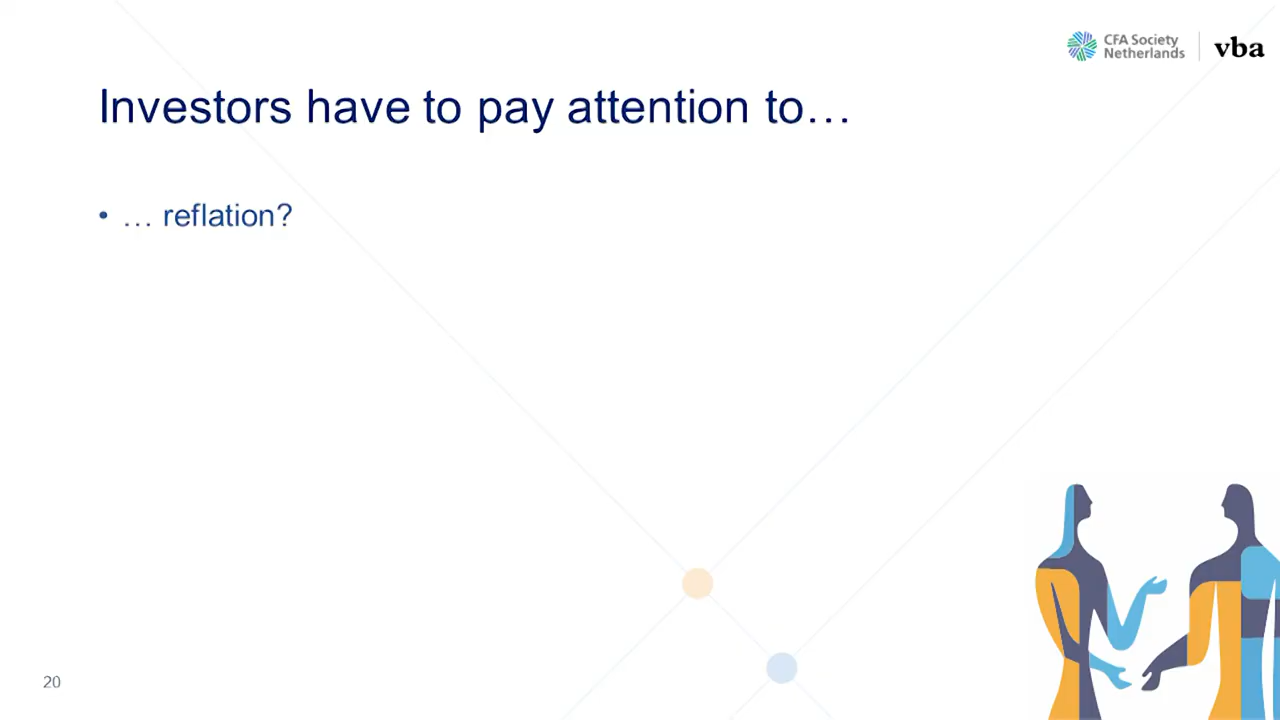 CFA Society
Netherlands
vba
Investors have to pay attention to…
• … reflation?
20